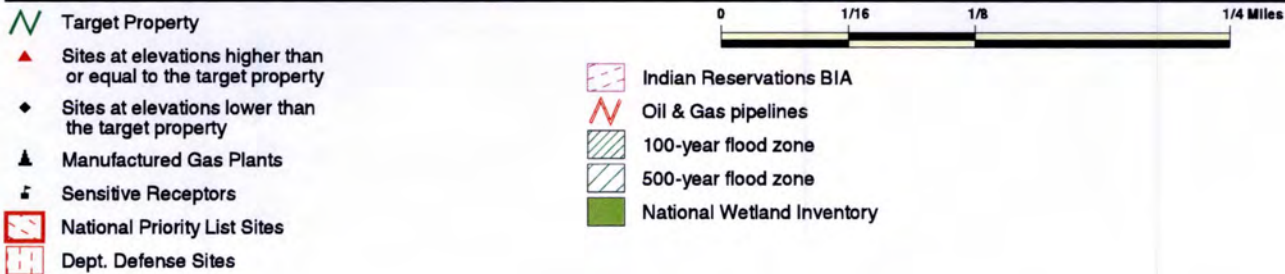 Target Property
Sites at elevations higher than
or equal to the target property
Sites at elevations lower than
the target property
Manufactured Gas Plants
Sensitive Receptors
National Priority List Sites
Dept. Defense Sites
0 1/16 1/8 1/4 Miles
Indian Reservations BIA
Oil & Gas pipelines
100-year flood zone
500-year flood zone
National Wetland Inventory